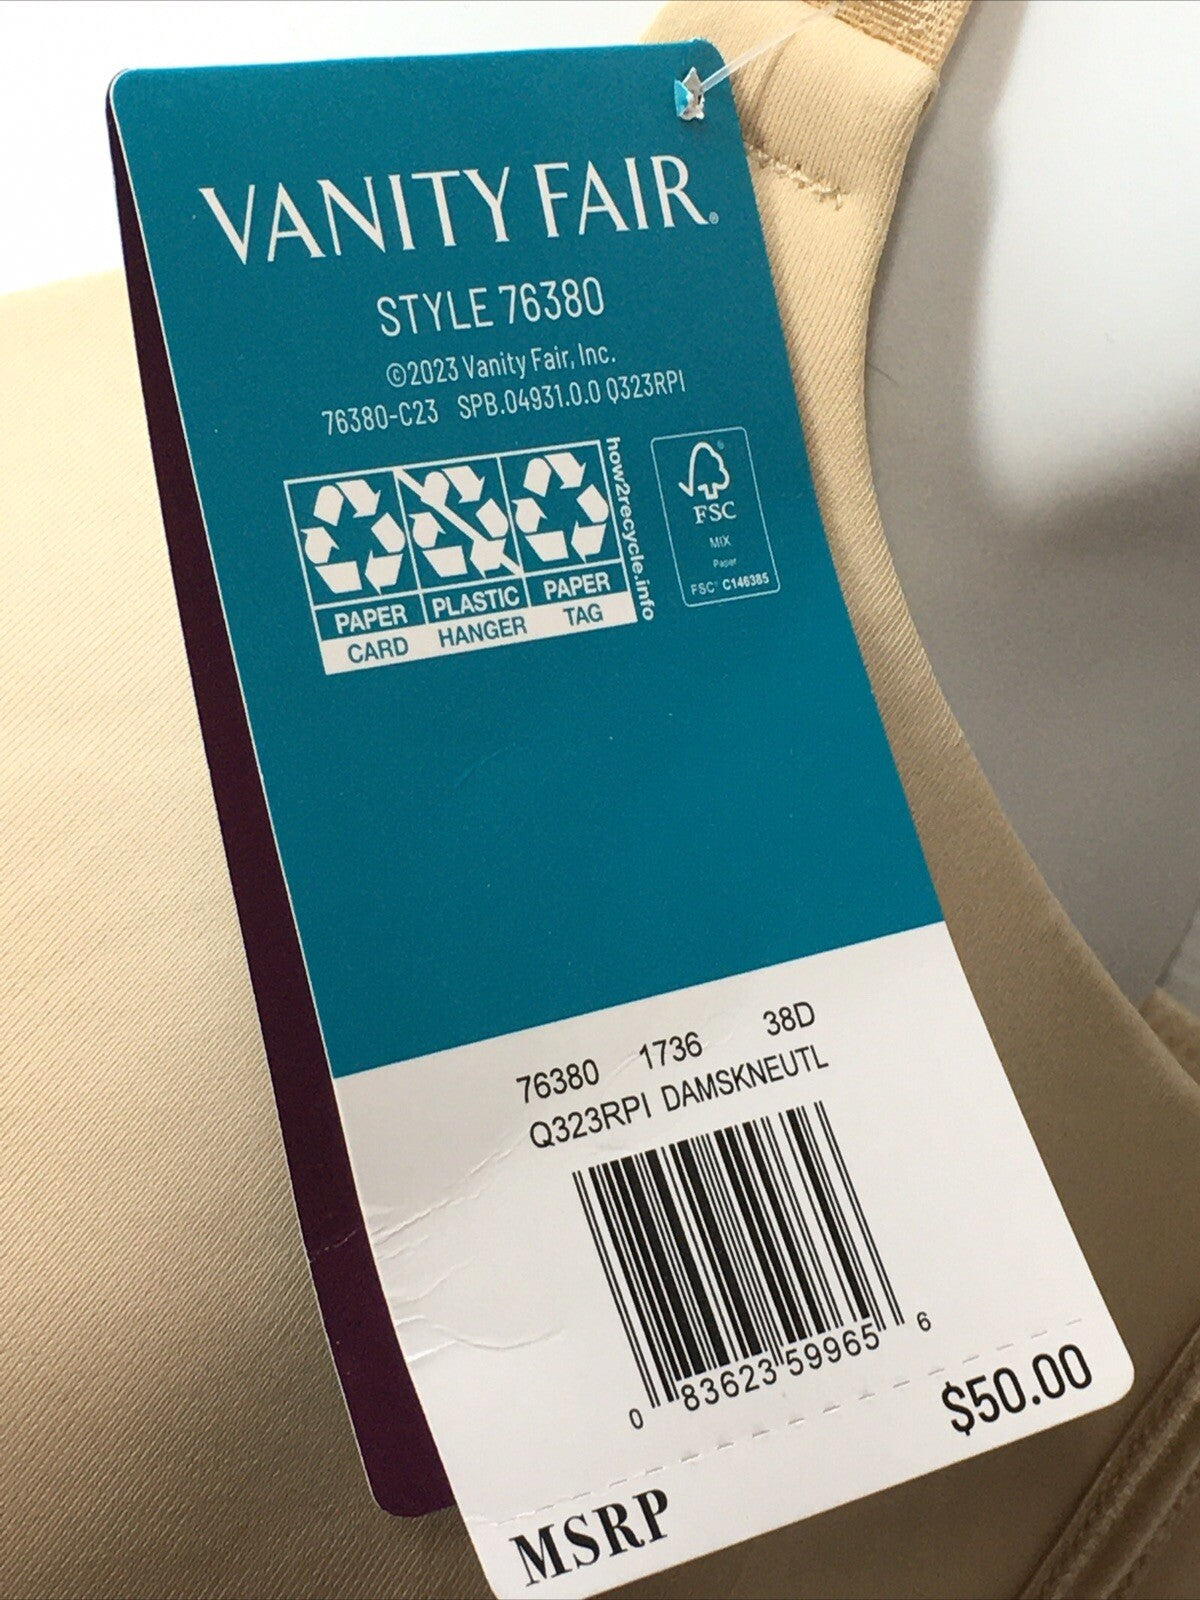 VANITY FAIR®
STYLE 76380
©2023 Vanity Fair, Inc.
76380-C23 SPB.04931.0.0 Q323RPI
PAPER PLASTIC PAPER
CARD HANGER TAG
how2recycle.info
®
FSC
MIX
Paper
FSC® C146385
76380 1736 38D
Q323RPI DAMSKNEUTL
0 83623 59965 6
$50.00
MSRP